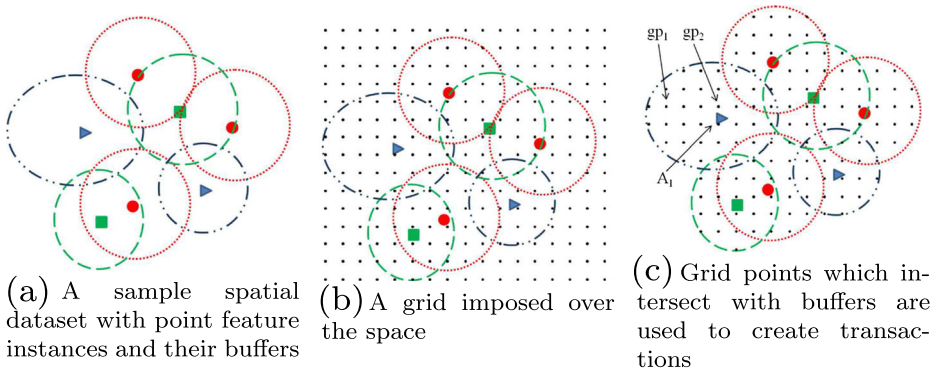 gp1 gp2
A1
(a) A sample spatial
dataset with point feature
instances and their buffers
(b) A grid imposed over
the space
(c) Grid points which in-
tersect with buffers are
used to create transac-
tions